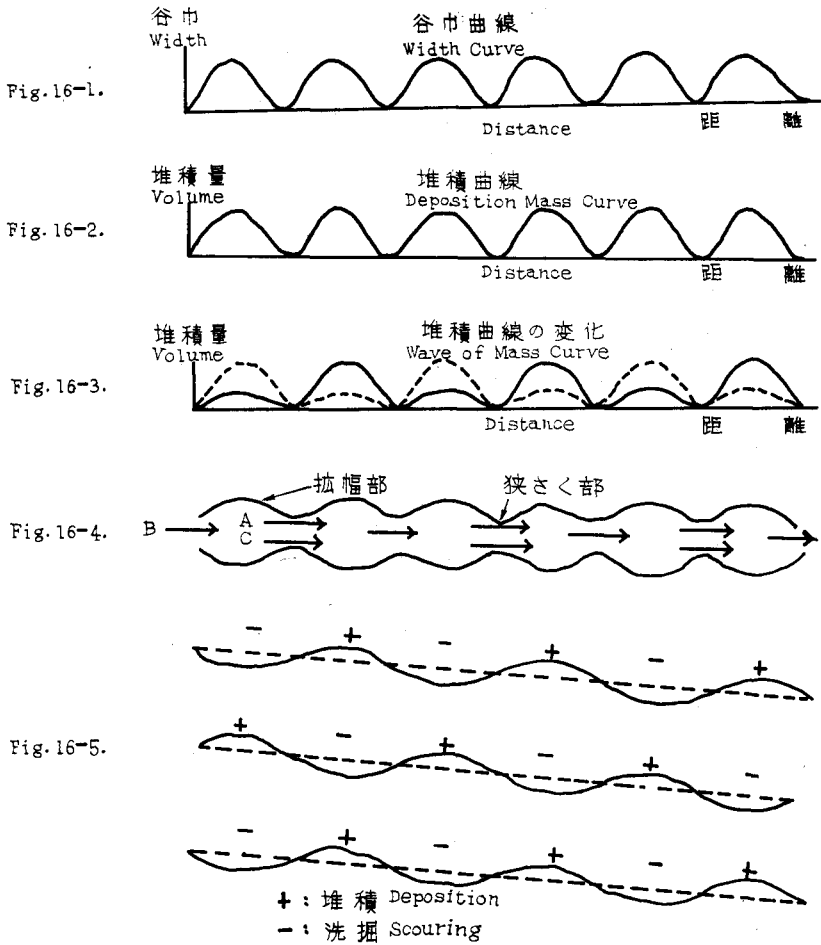 谷巾
Width
谷巾曲線
Width Curve
Fig.16-1.
Distance
距離
堆積量
Volume
堆積曲線
Deposition Mass Curve
Fig.16-2.
Distance
距離
堆積量
Volume
堆積曲線の変化
Wave of Mass Curve
Fig.16-3.
Distance
距離
拡幅部
狭さく部
Fig.16-4.
B
A
C
- + - + - +
Fig.16-5.
+ - + - + -
- + - + - +
+ : 堆積 Deposition
- : 洗掘 Scouring